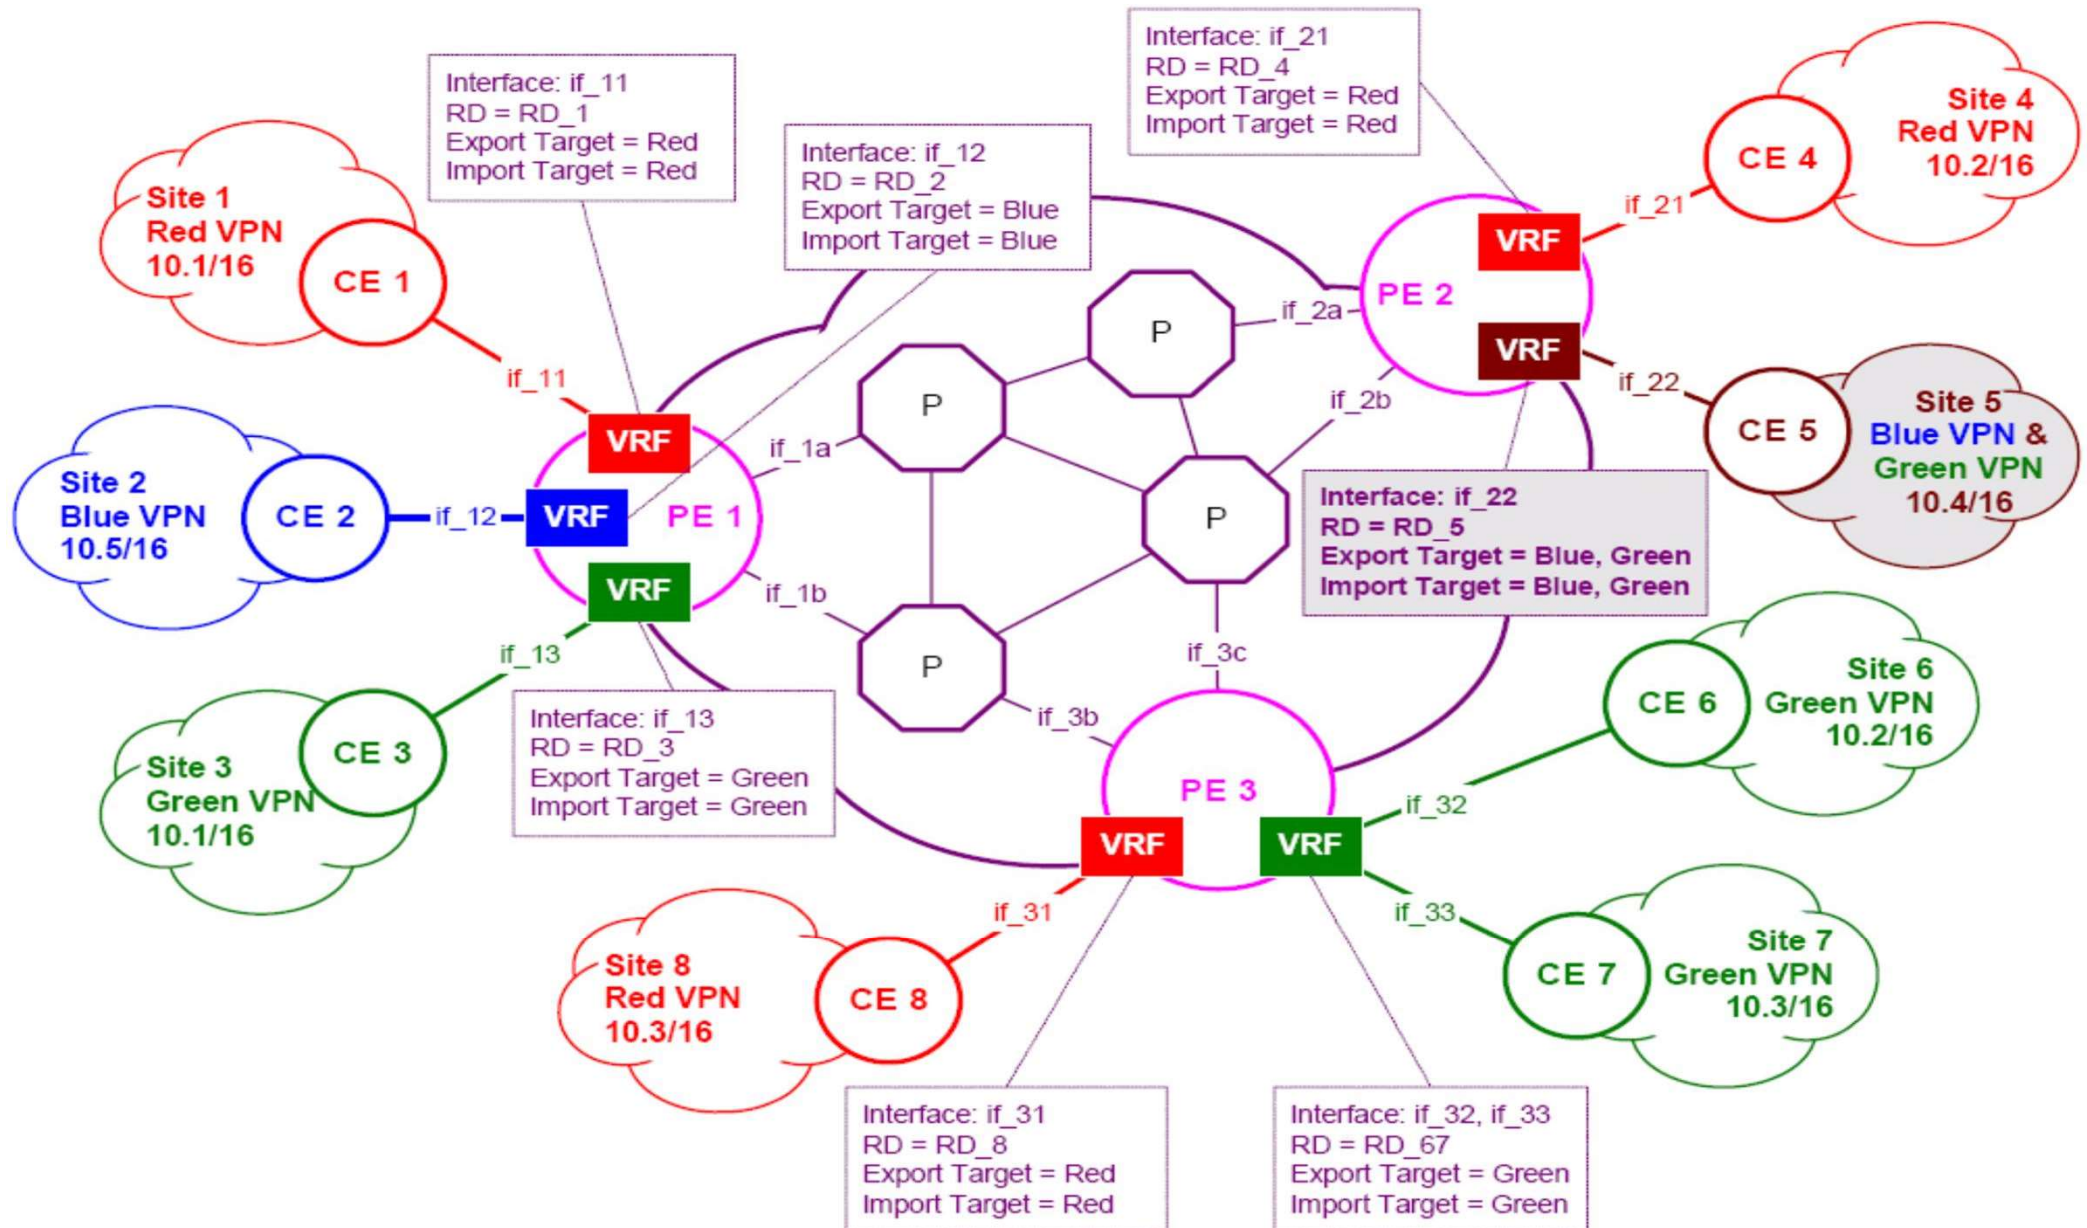 Interface: if_11
RD = RD_1
Export Target = Red
Import Target = Red
Interface: if_12
RD = RD_2
Export Target = Blue
Import Target = Blue
Interface: if_21
RD = RD_4
Export Target = Red
Import Target = Red
Site 4
Red VPN
10.2/16
CE 4
if_21
VRF
PE 2
VRF
if_22
CE 5
Site 5
Blue VPN &
Green VPN
10.4/16
Site 1
Red VPN
10.1/16
CE 1
if_11
VRF
Site 2
Blue VPN
10.5/16
CE 2
if_12
VRF
PE 1
VRF
if_13
CE 3
Site 3
Green VPN
10.1/16
if_1a
if_1b
P
P
P
P
if_2a
if_2b
if_3c
if_3b
Interface: if_22
RD = RD_5
Export Target = Blue, Green
Import Target = Blue, Green
Interface: if_13
RD = RD_3
Export Target = Green
Import Target = Green
PE 3
VRF
VRF
if_32
CE 6
Site 6
Green VPN
10.2/16
if_33
CE 7
Site 7
Green VPN
10.3/16
if_31
CE 8
Site 8
Red VPN
10.3/16
Interface: if_31
RD = RD_8
Export Target = Red
Import Target = Red
Interface: if_32, if_33
RD = RD_67
Export Target = Green
Import Target = Green